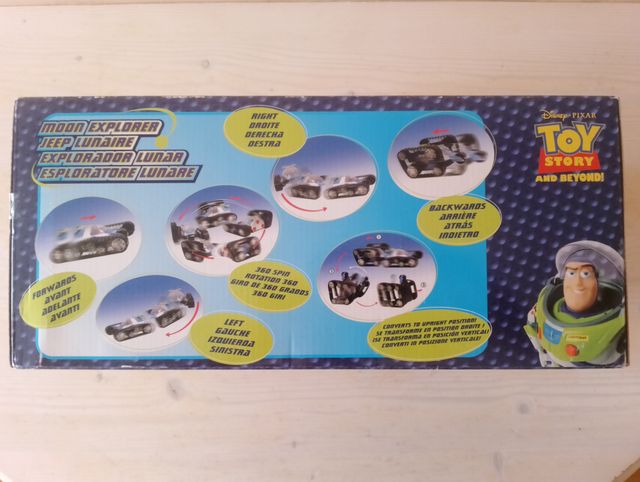 MOON EXPLORER
JEEP LUNAIRE
EXPLORADOR LUNAR
ESPLORATORE LUNARE
RIGHT
DROITE
DERECHA
DESTRA
BACKWARDS
ARRIÈRE
ATRÁS
INDIETRO
FORWARDS
AVANT
ADELANTE
AVANTI
360 SPIN
ROTATION 360
GIRO DE 360 GRADOS
360 GIRI
LEFT
GAUCHE
IZQUIERDA
SINISTRA
CONVERTS TO UPRIGHT POSITION!
SE TRANSFORME EN POSITION DROITE !
¡SE TRANSFORMA EN POSICIÓN VERTICAL!
CONVERTI IN POSIZIONE VERTICALE!
Disney • PIXAR
TOY
STORY
AND BEYOND!